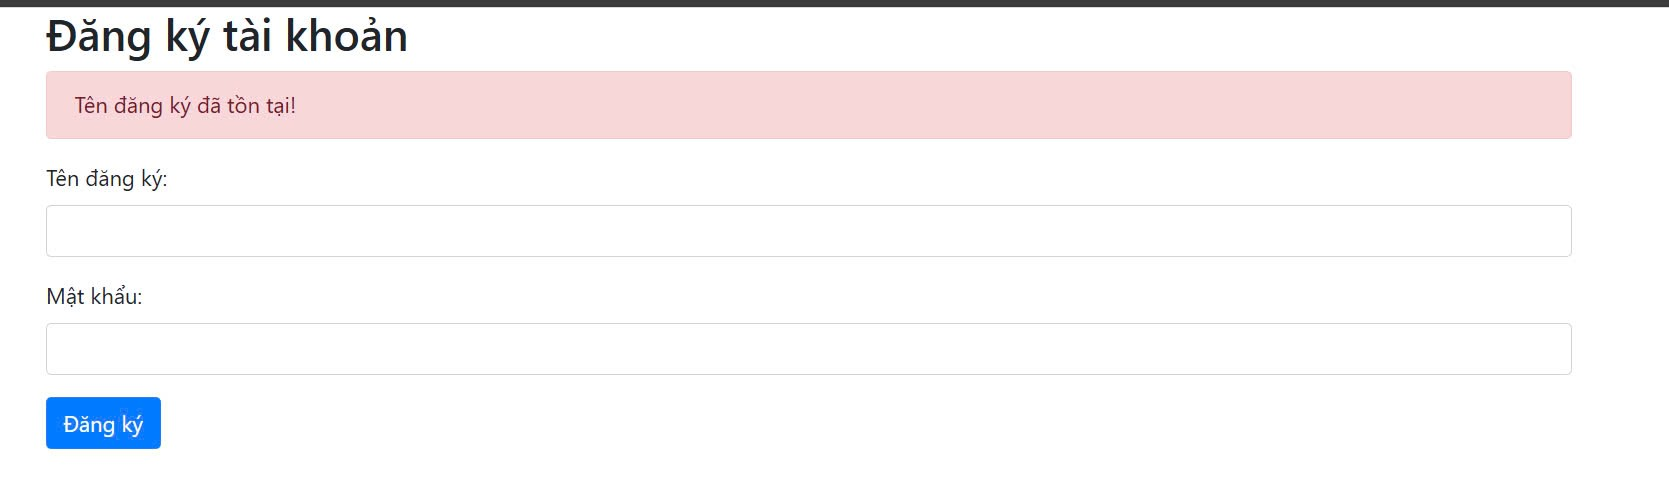 Đăng ký tài khoản
Tên đăng ký đã tồn tại!
Tên đăng ký:
Mật khẩu:
Đăng ký